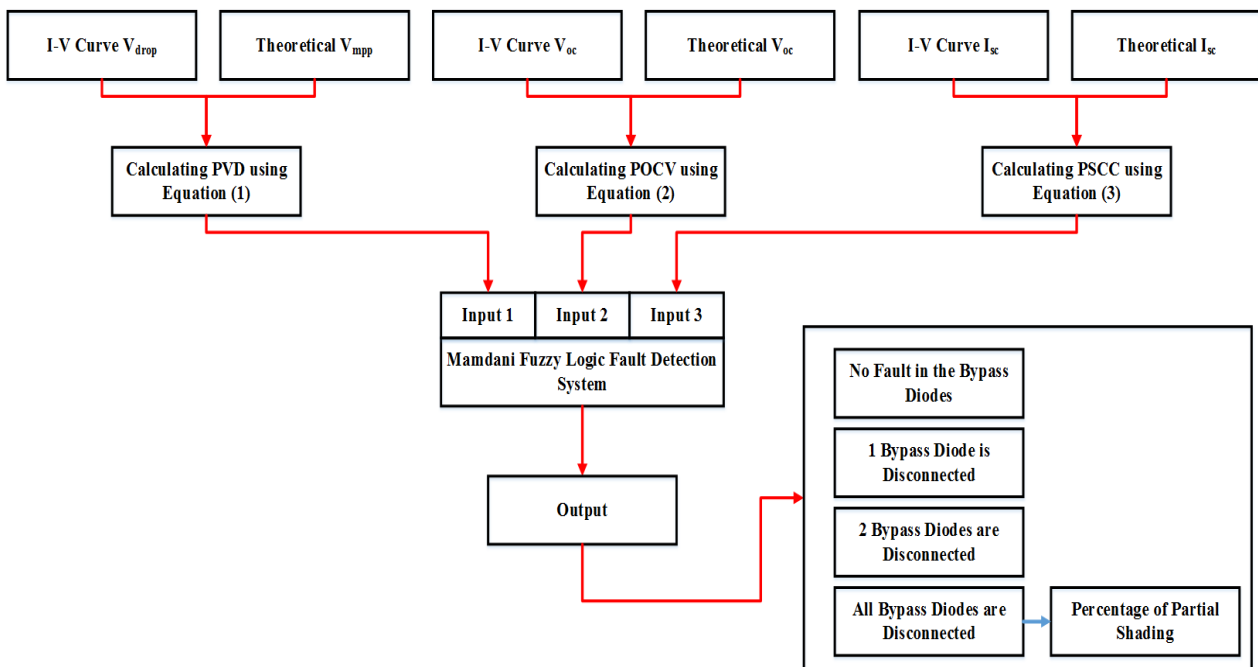 I-V Curve Vdrop
Theoretical Vmpp
I-V Curve Voc
Theoretical Voc
I-V Curve Isc
Theoretical Isc
Calculating PVD using
Equation (1)
Calculating POCV using
Equation (2)
Calculating PSCC using
Equation (3)
Input 1
Input 2
Input 3
Mamdani Fuzzy Logic Fault Detection
System
Output
No Fault in the Bypass
Diodes
1 Bypass Diode is
Disconnected
2 Bypass Diodes are
Disconnected
All Bypass Diodes are
Disconnected
Percentage of Partial
Shading